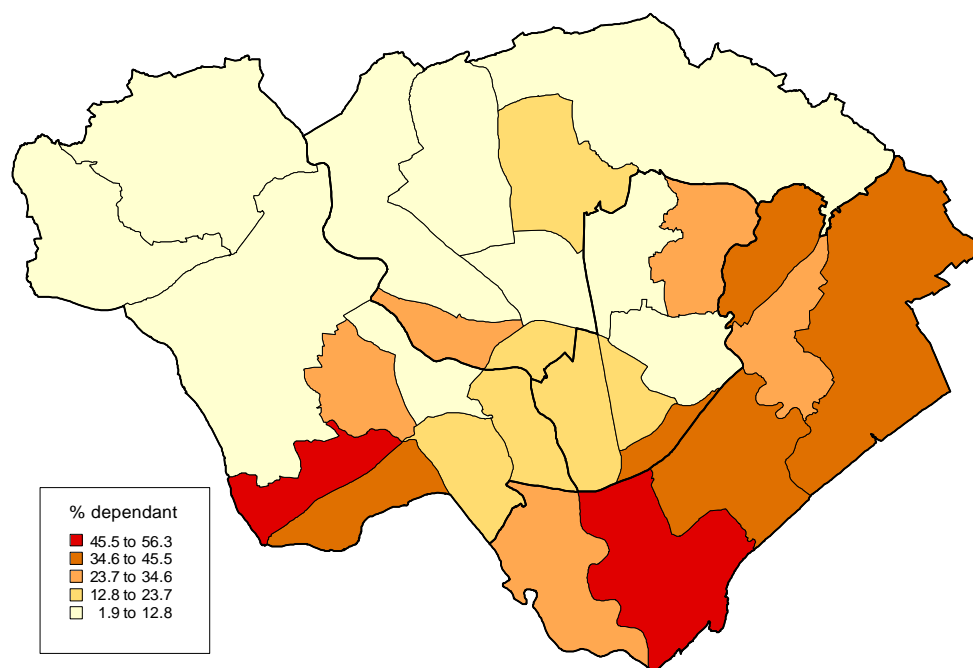 % dependant
45.5 to 56.3
34.6 to 45.5
23.7 to 34.6
12.8 to 23.7
1.9 to 12.8